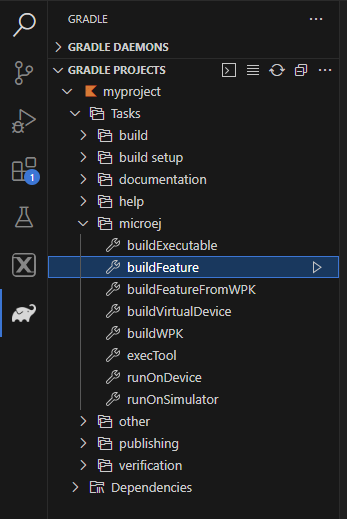 GRADLE
GRADLE DAEMONS
GRADLE PROJECTS
myproject
Tasks
build
build setup
documentation
1
help
microej
buildExecutable
buildFeature
buildFeatureFromWPK
buildVirtualDevice
buildWPK
execTool
runOnDevice
runOnSimulator
other
publishing
verification
Dependencies